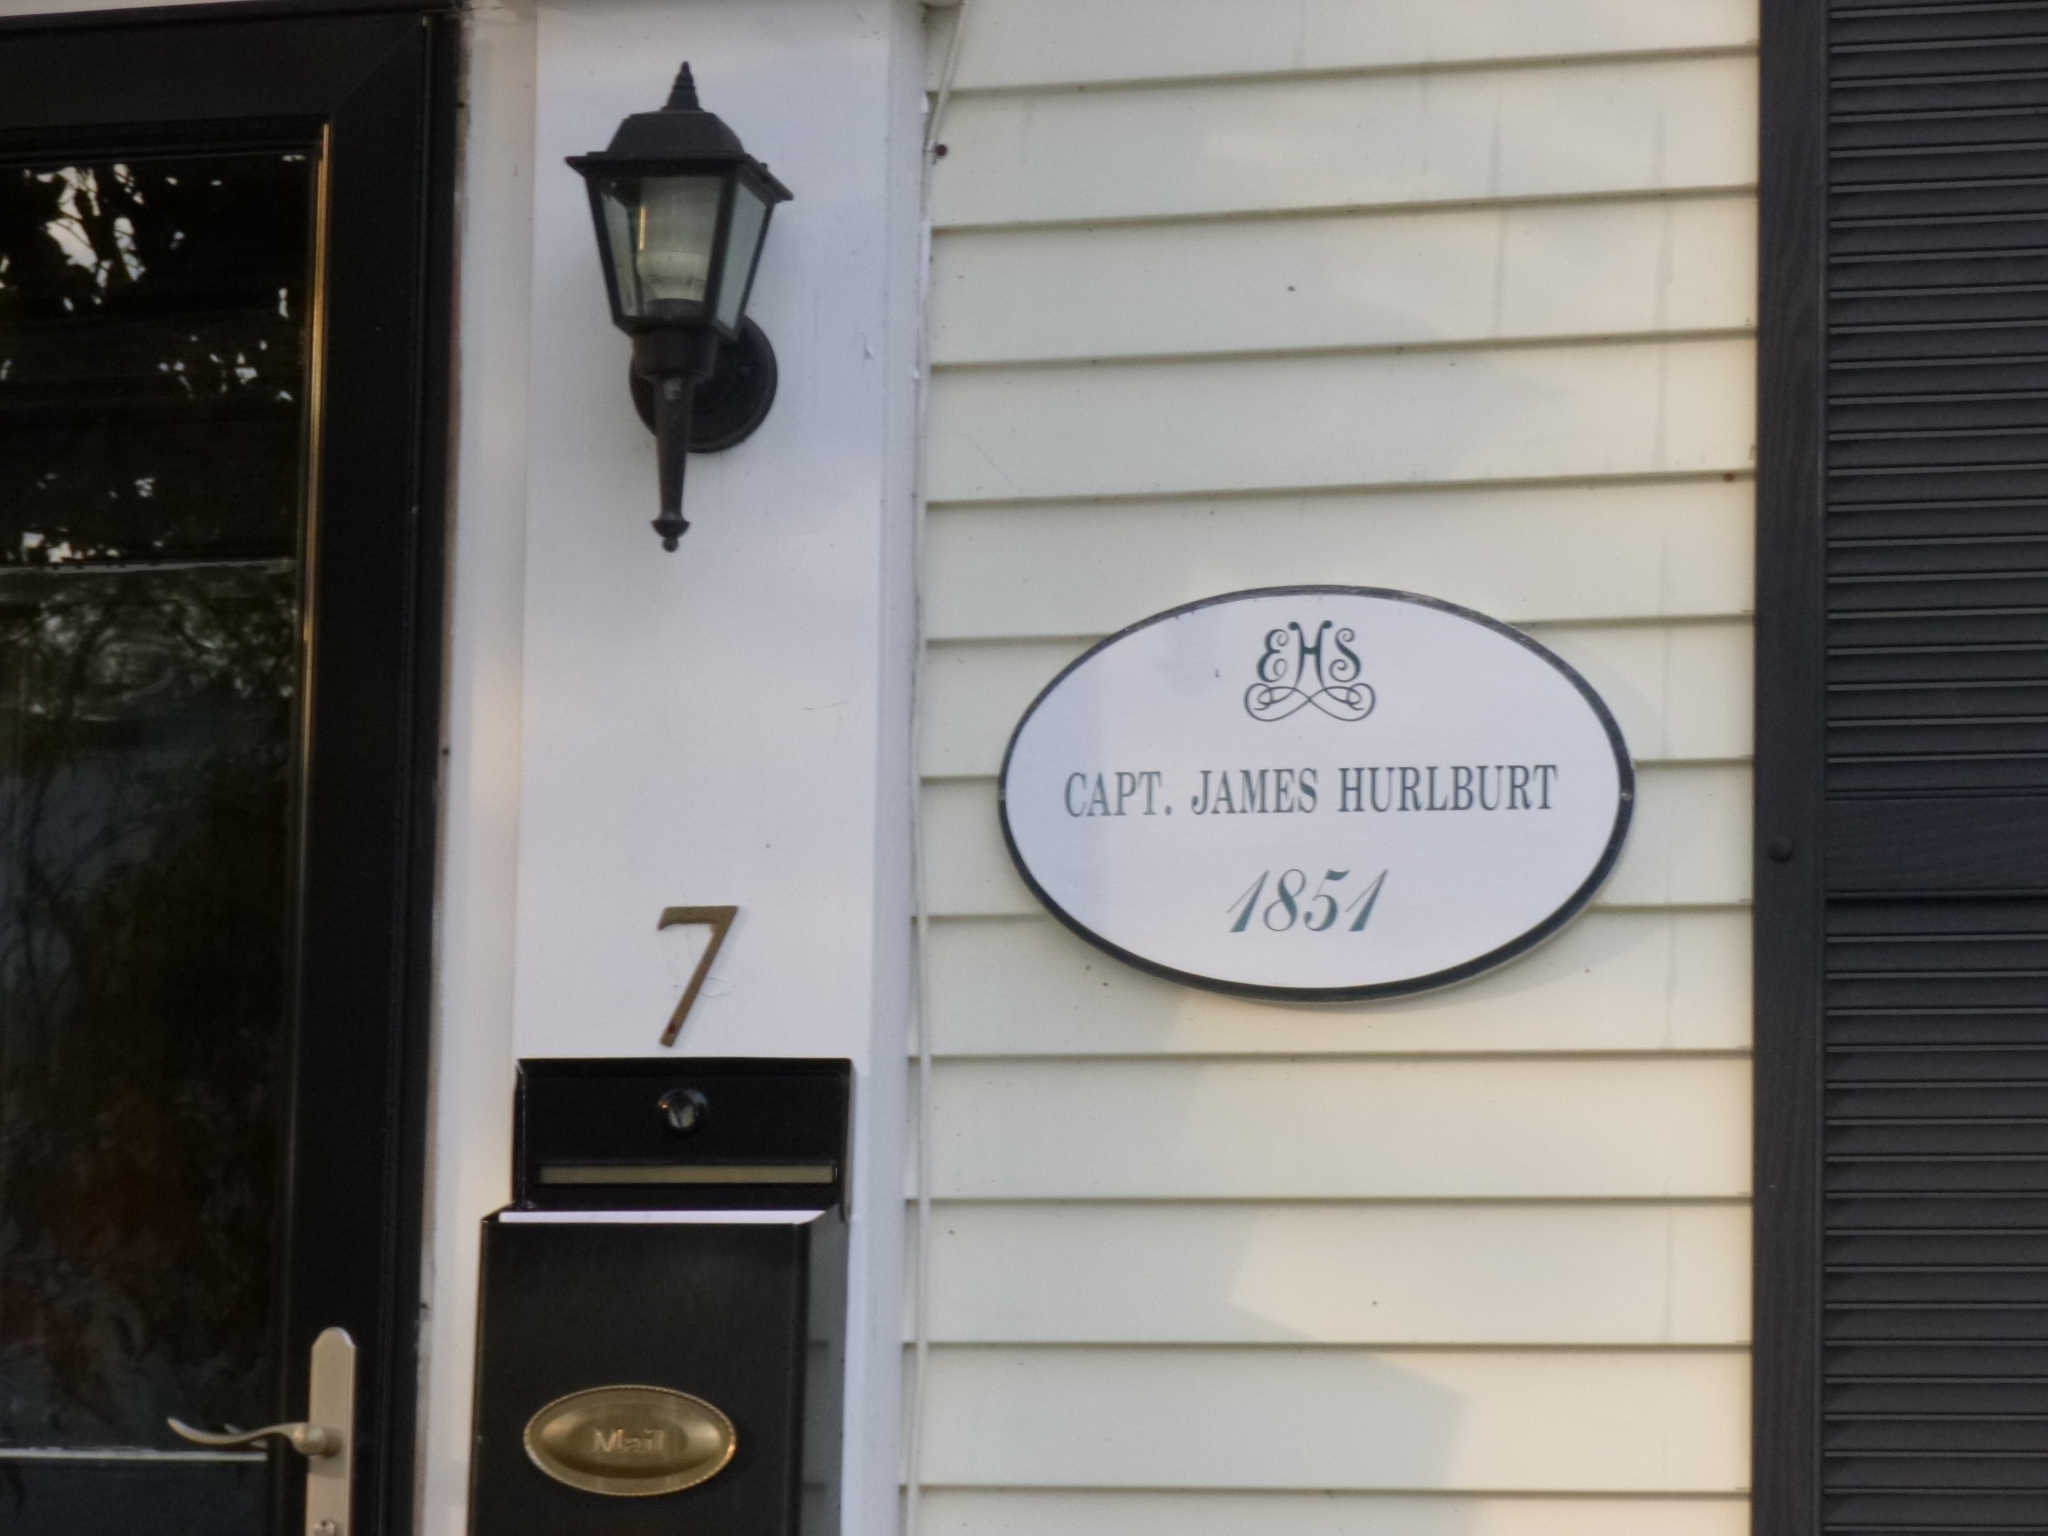 EHS
CAPT. JAMES HURLBURT
1851
7
Mail